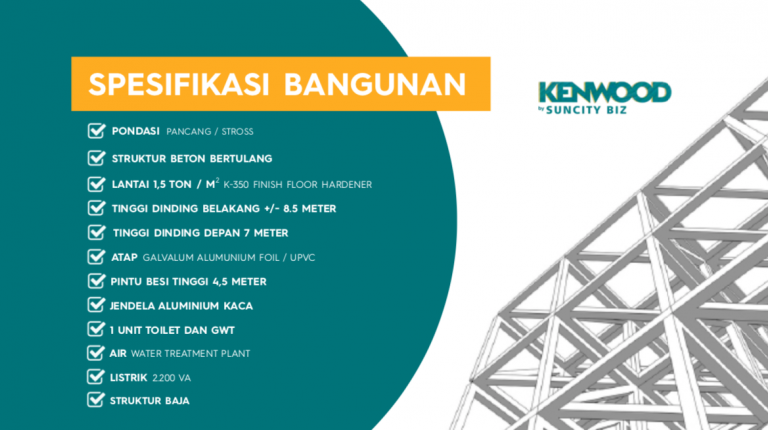 SPESIFIKASI BANGUNAN
KENWOOD
by SUNCITY BIZ
PONDASI PANCANG / STROSS
STRUKTUR BETON BERTULANG
LANTAI 1,5 TON / M² K-350 FINISH FLOOR HARDENER
TINGGI DINDING BELAKANG +/- 8.5 METER
TINGGI DINDING DEPAN 7 METER
ATAP GALVALUM ALUMUNIUM FOIL / UPVC
PINTU BESI TINGGI 4,5 METER
JENDELA ALUMINIUM KACA
1 UNIT TOILET DAN GWT
AIR WATER TREATMENT PLANT
LISTRIK 2.200 VA
STRUKTUR BAJA